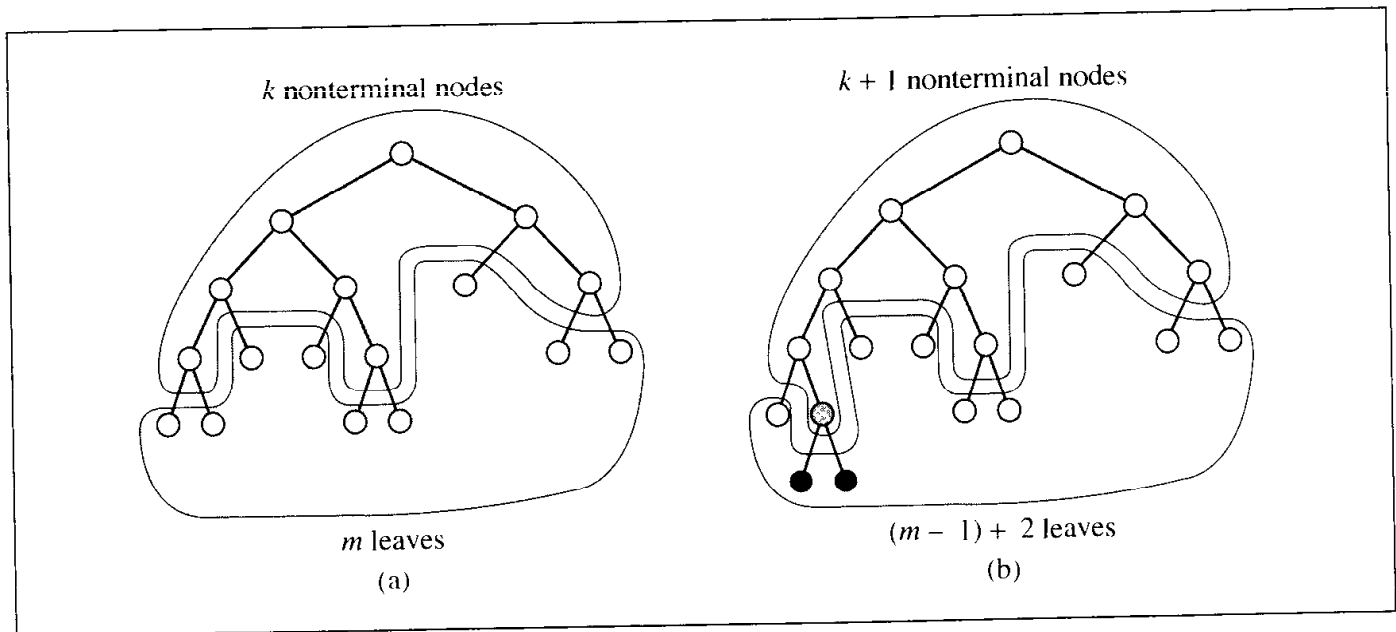 k nonterminal nodes
k + 1 nonterminal nodes
m leaves
(a)
(m – 1) + 2 leaves
(b)